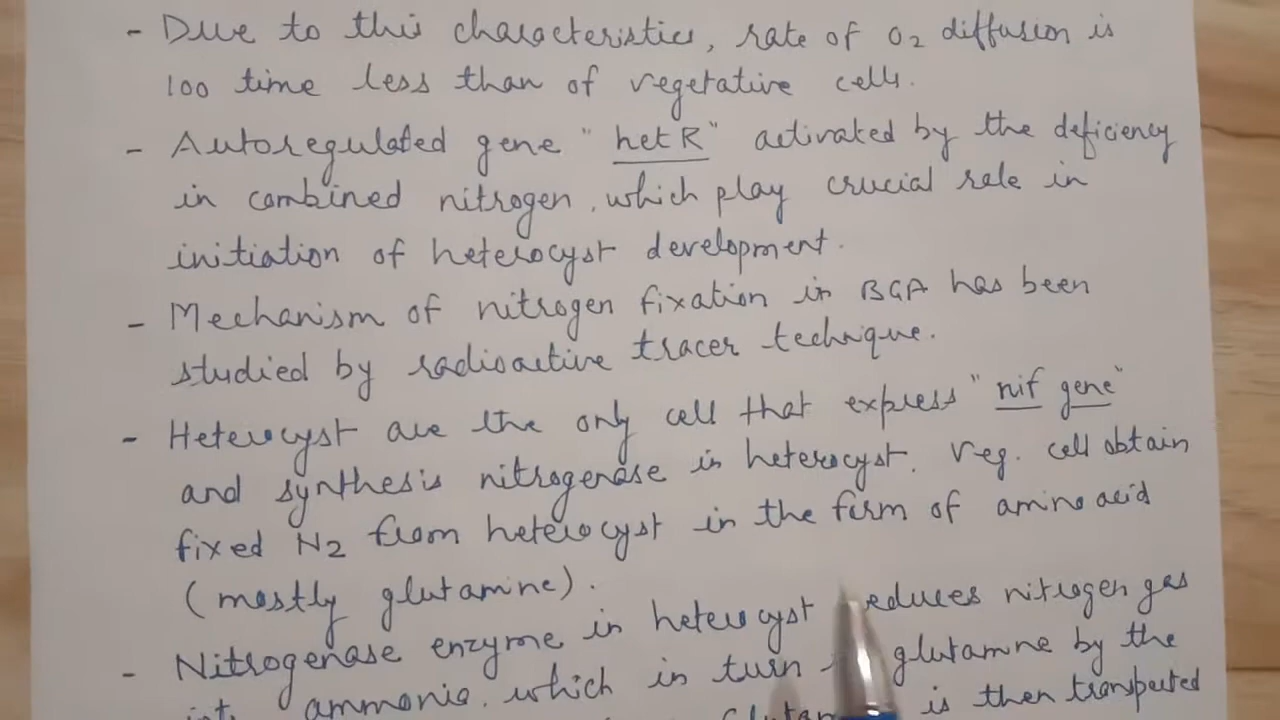 - Due to this characteristics, rate of O2 diffusion is
100 time less than of vegetative cells.
- Autoregulated gene "hetR" activated by the deficiency
in combined nitrogen, which play crucial role in
initiation of heterocyst development.
- Mechanism of nitrogen fixation in BGA has been
studied by radioactive tracer technique.
- Heterocyst are the only cell that express "nif gene"
and synthesis nitrogenase in heterocyst. Veg. cell obtain
fixed N2 from heterocyst in the form of amino acid
(mostly glutamine).
- Nitrogenase enzyme in heterocyst reduces nitrogen gas
ammonia, which in turn glutamine by the
is then transported